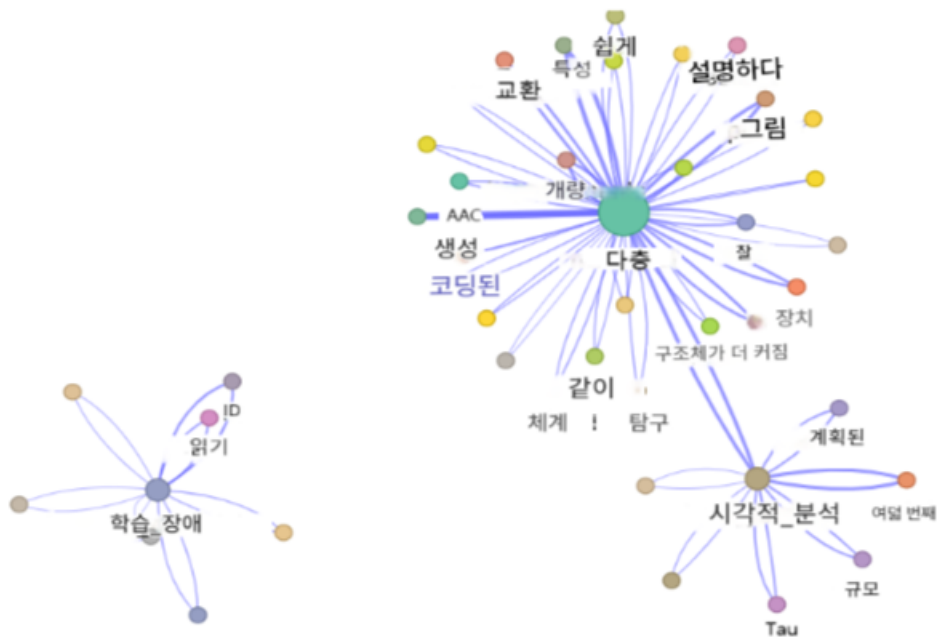 쉽게
특성
설명하다
교환
그림
개량
AAC
생성
잘
다층
코딩된
장치
구조체가 더 커짐
같이
체계
탐구
ID
읽기
계획된
학습_장애
시각적_분석
여덟 번째
규모
Tau